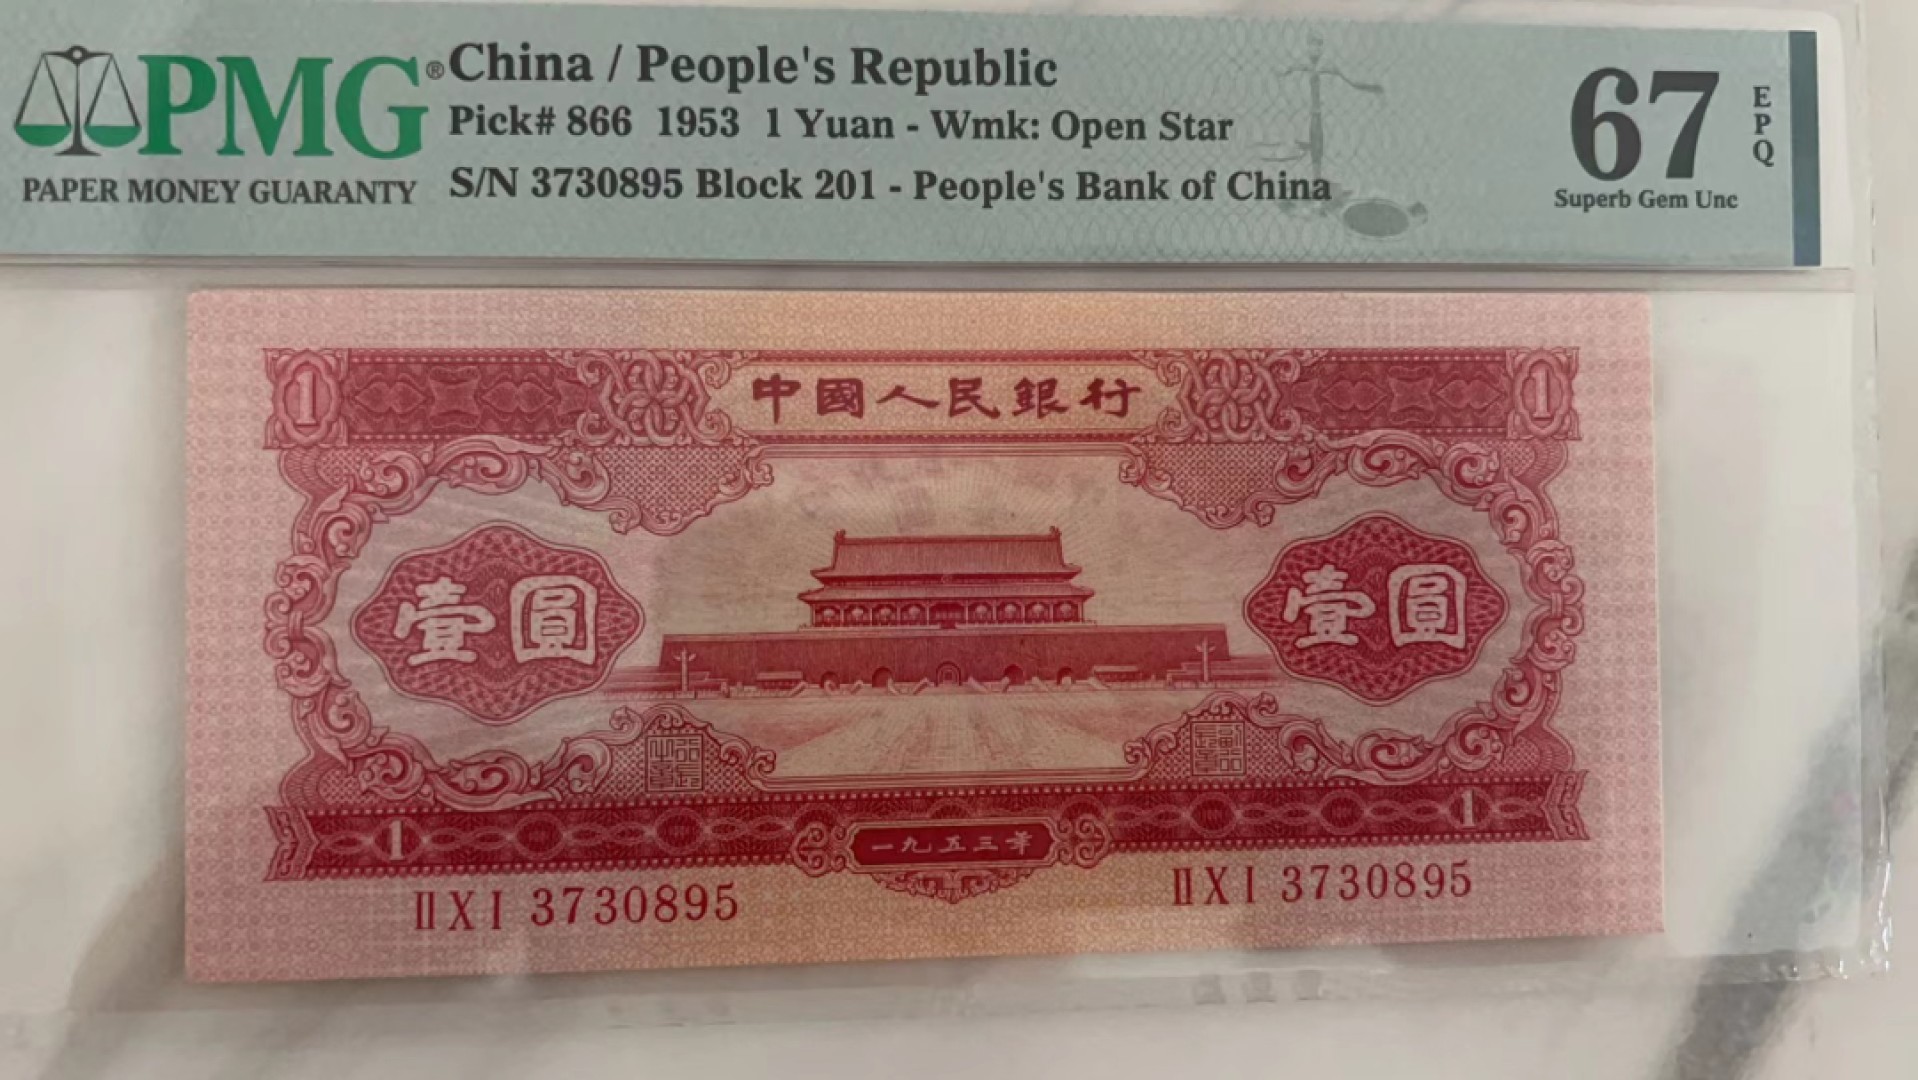 PMG®
PAPER MONEY GUARANTY
China / People's Republic
Pick# 866 1953 1 Yuan - Wmk: Open Star
S/N 3730895 Block 201 - People's Bank of China
67
EPQ
Superb Gem Unc
1 中國人民銀行 1
壹圓 壹圓
1 一九五三年 1
ⅡⅩⅠ 3730895 ⅡⅩⅠ 3730895